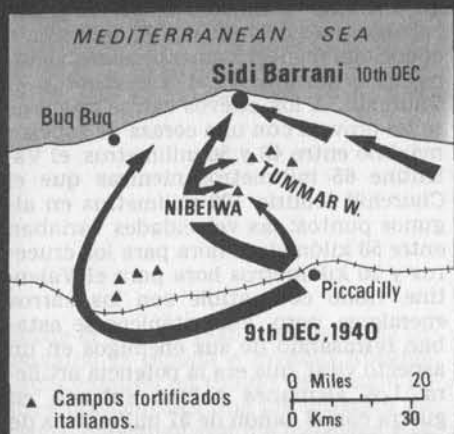 MEDITERRANEAN SEA
Sidi Barrani 10th DEC
Buq Buq
TUMMAR W.
NIBEIWA
Piccadilly
9th DEC, 1940
▲ Campos fortificados
italianos.
0 Miles 20
0 Kms 30